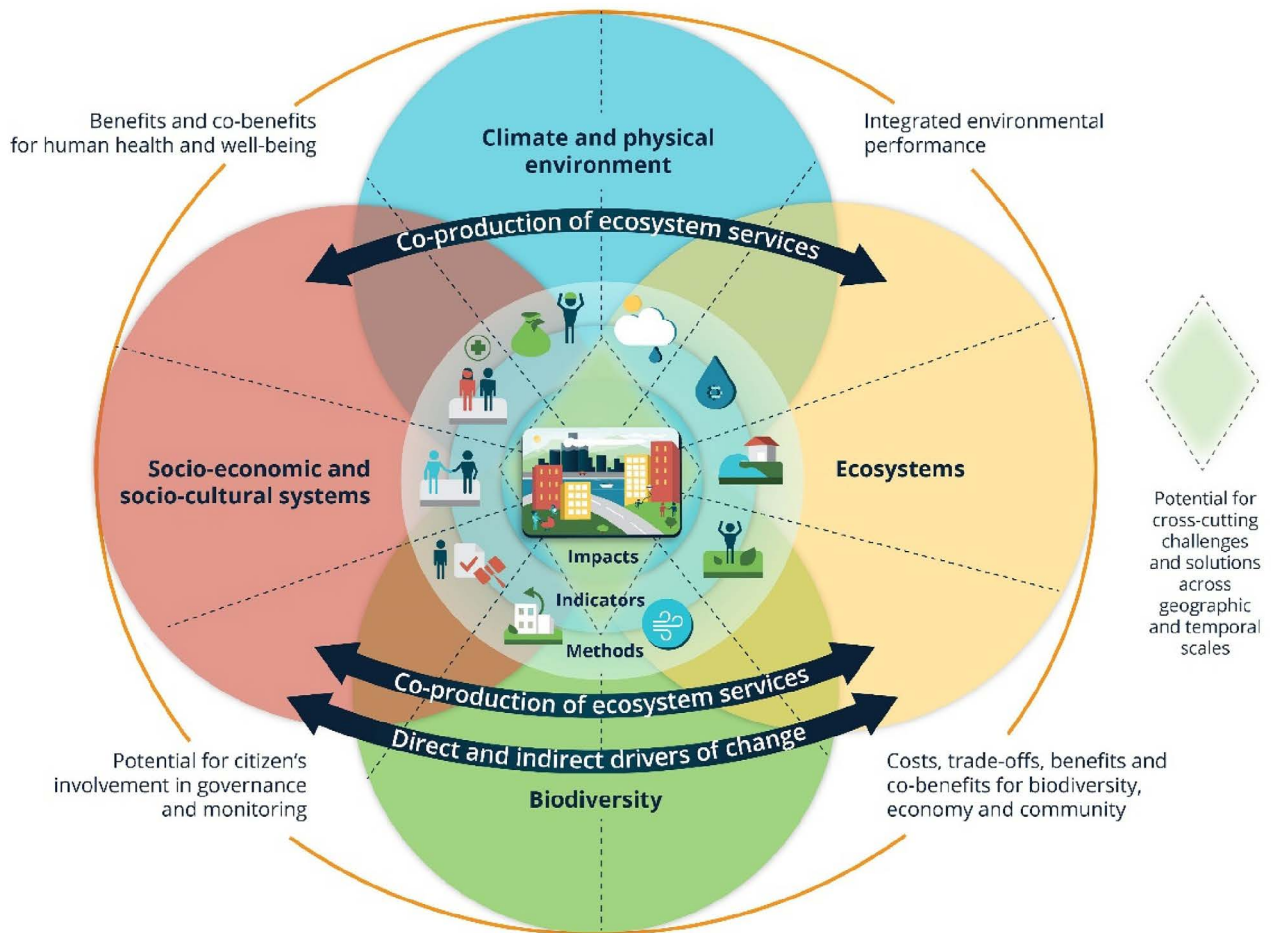 Benefits and co-benefits
for human health and well-being
Climate and physical
environment
Integrated environmental
performance
Co-production of ecosystem services
Socio-economic and
socio-cultural systems
Ecosystems
Impacts
Indicators
Methods
Co-production of ecosystem services
Direct and indirect drivers of change
Biodiversity
Potential for citizen's
involvement in governance
and monitoring
Costs, trade-offs, benefits and
co-benefits for biodiversity,
economy and community
Potential for
cross-cutting
challenges
and solutions
across
geographic
and temporal
scales